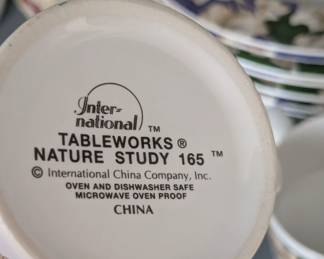 Inter-
national ™
TABLEWORKS ®
NATURE STUDY 165 ™
© International China Company, Inc.
OVEN AND DISHWASHER SAFE
MICROWAVE OVEN PROOF
CHINA